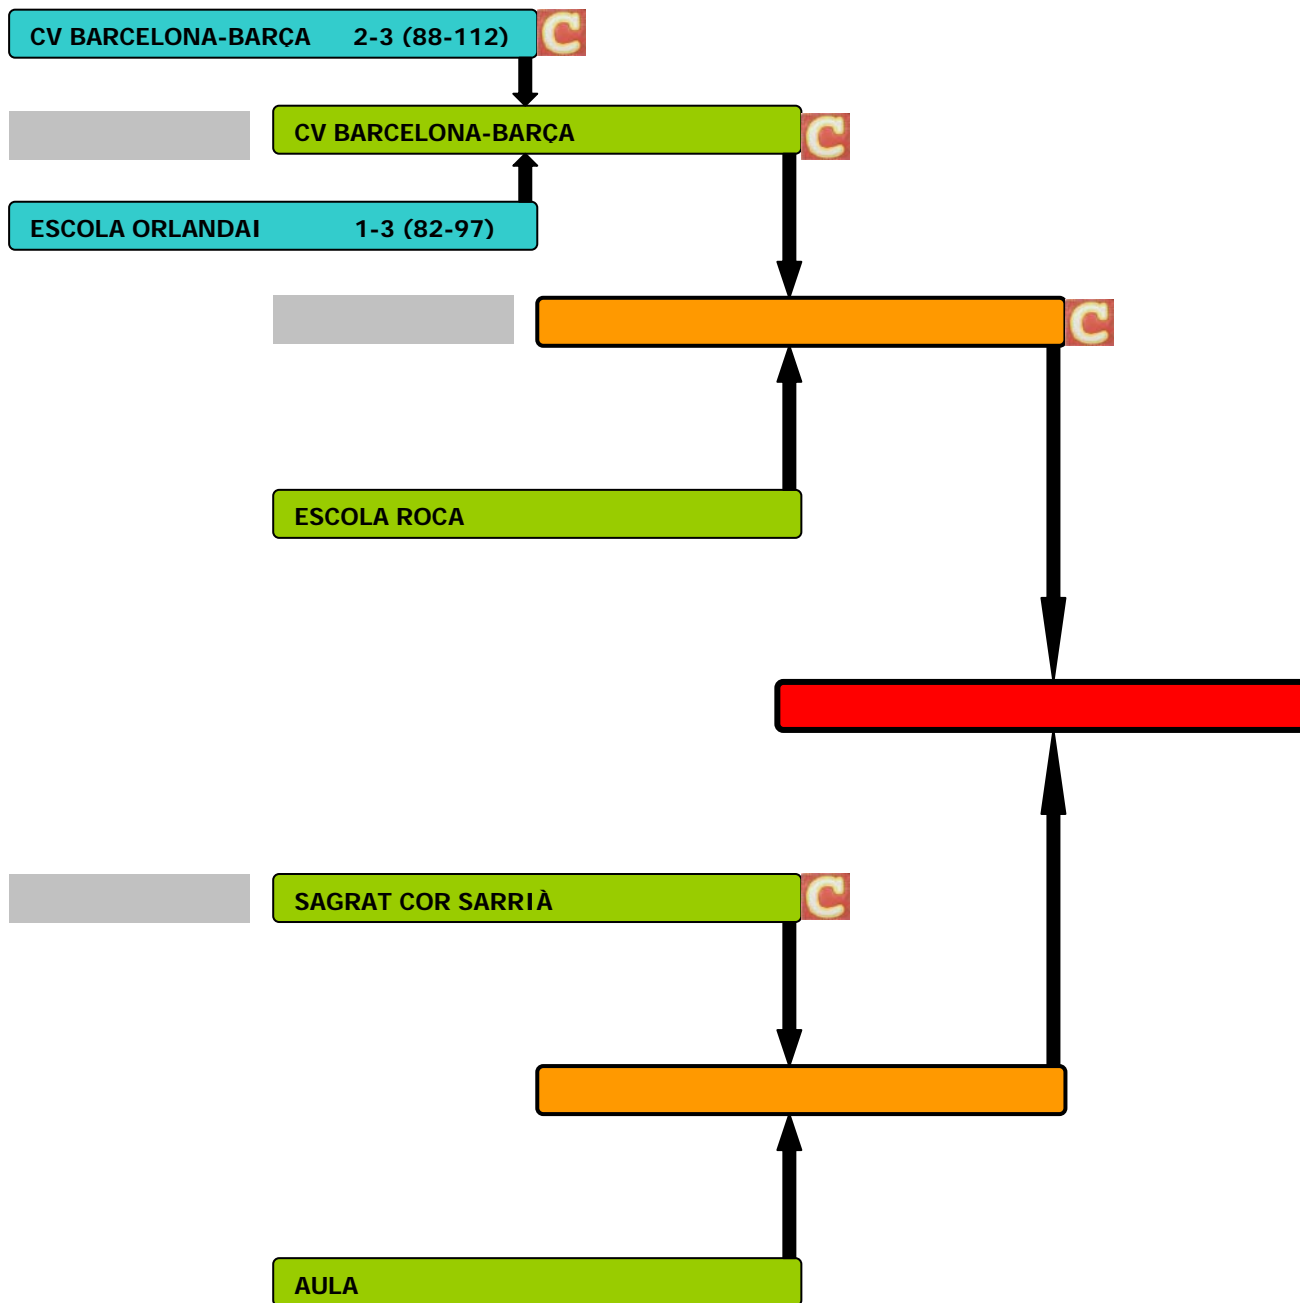 CV BARCELONA-BARÇA 2-3 (88-112) C
CV BARCELONA-BARÇA C
ESCOLA ORLANDAI 1-3 (82-97)
C
ESCOLA ROCA
SAGRAT COR SARRIÀ C
AULA